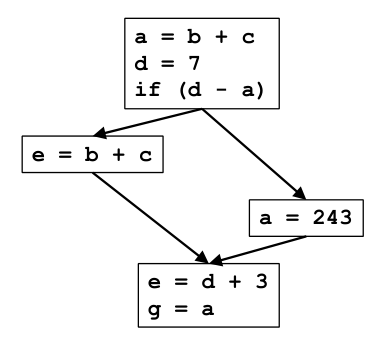 a = b + c
d = 7
if (d - a)
e = b + c
a = 243
e = d + 3
g = a